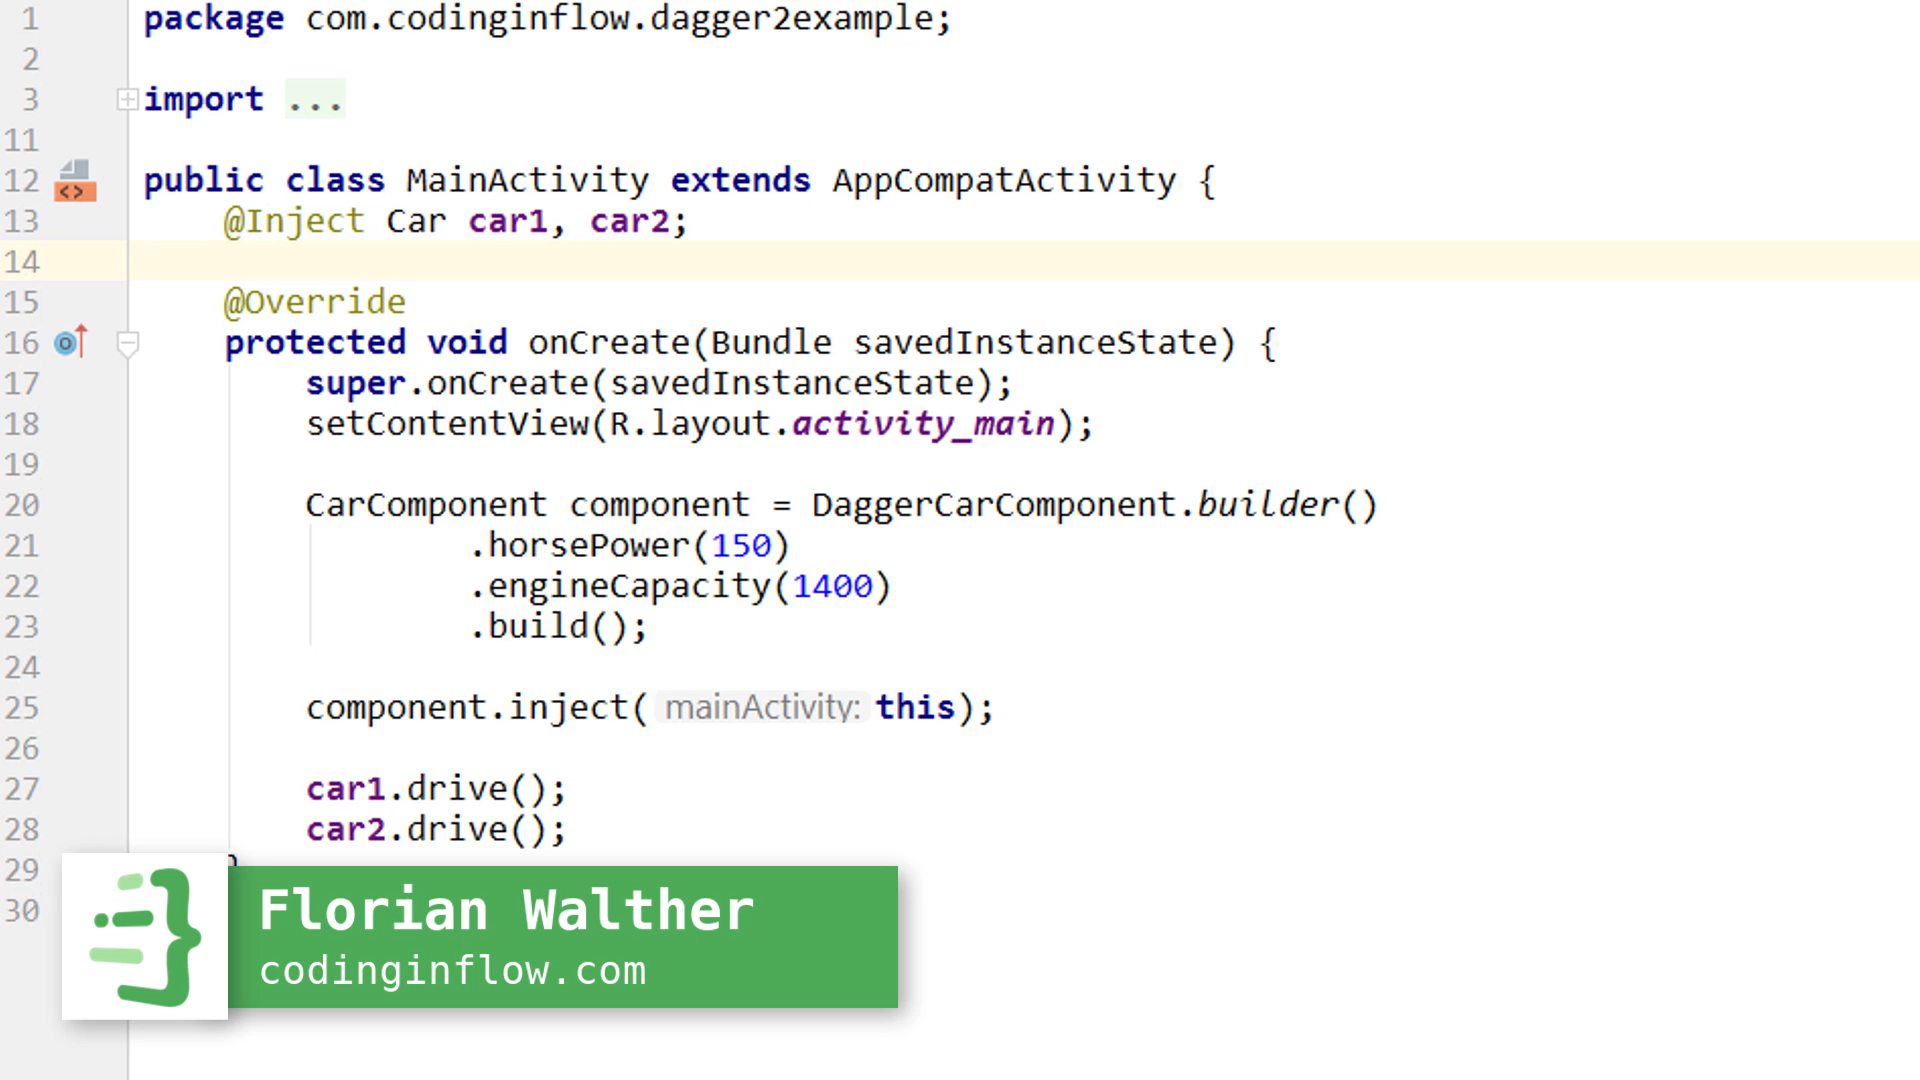 1 package com.codinginflow.dagger2example;
2
3 import ...
11
12 public class MainActivity extends AppCompatActivity {
13 @Inject Car car1, car2;
14
15 @Override
16 protected void onCreate(Bundle savedInstanceState) {
17 super.onCreate(savedInstanceState);
18 setContentView(R.layout.activity_main);
19
20 CarComponent component = DaggerCarComponent.builder()
21 .horsePower(150)
22 .engineCapacity(1400)
23 .build();
24
25 component.inject( mainActivity: this);
26
27 car1.drive();
28 car2.drive();
29
30
Florian Walther
codinginflow.com